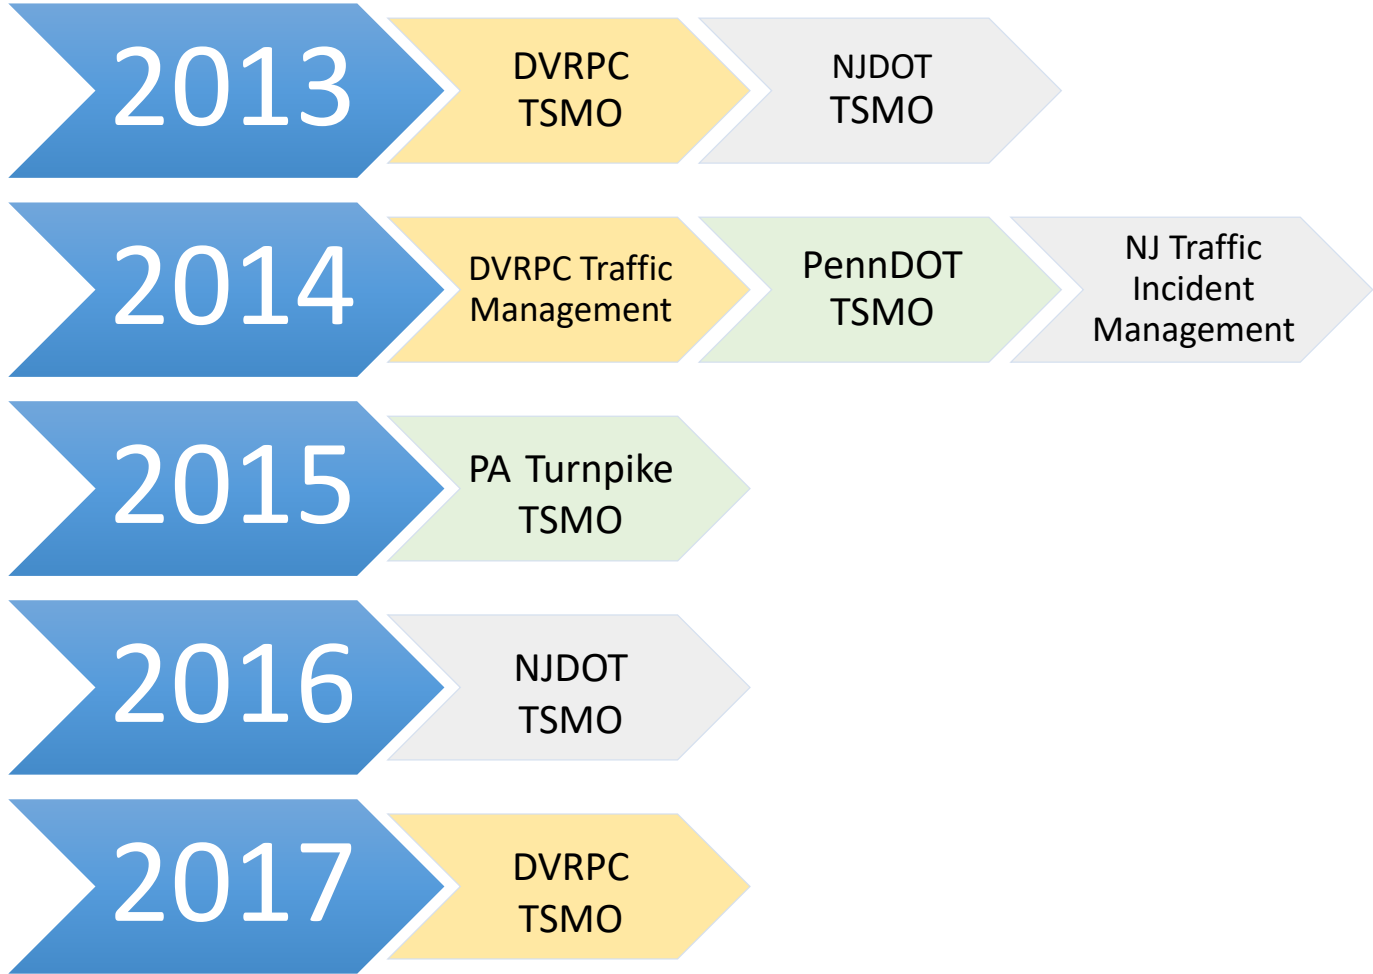 2013
DVRPC
TSMO
NJDOT
TSMO
2014
DVRPC Traffic
Management
PennDOT
TSMO
NJ Traffic
Incident
Management
2015
PA Turnpike
TSMO
2016
NJDOT
TSMO
2017
DVRPC
TSMO